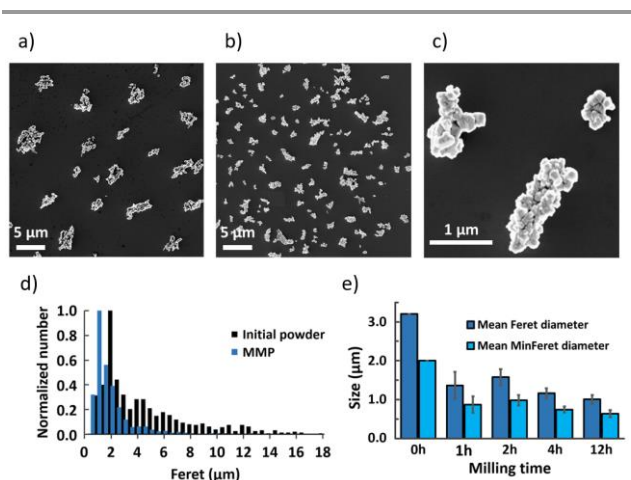 a)
b)
c)
5 μm
5 μm
1 μm
d)
Normalized number
1.0
0.8
0.6
0.4
0.2
0.0
Initial powder
MMP
0 2 4 6 8 10 12 14 16 18
Feret (μm)
e)
Size (μm)
3.0
2.0
1.0
0.0
Mean Feret diameter
Mean MinFeret diameter
0h 1h 2h 4h 12h
Milling time